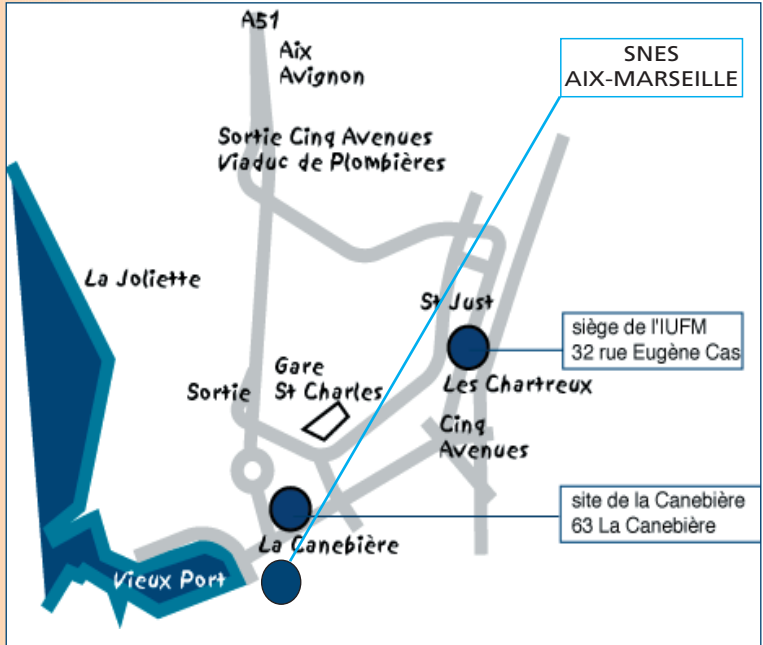 A51
Aix
Avignon
SNES
AIX-MARSEILLE
Sortie Cinq Avenues
Viaduc de Plombières
La Joliette
St Just
siège de l'IUFM
32 rue Eugène Cas
Gare
St Charles
Sortie
Les Chartreux
Cinq
Avenues
site de la Canebière
63 La Canebière
La Canebière
Vieux Port